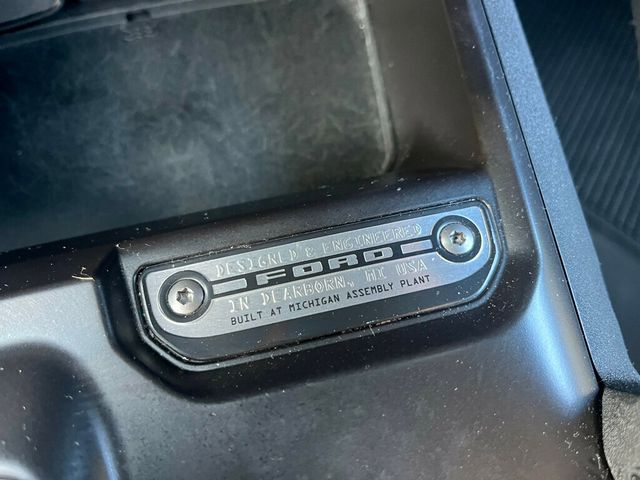 DESIGNED & ENGINEERED
FORD
IN DEARBORN, MI USA
BUILT AT MICHIGAN ASSEMBLY PLANT